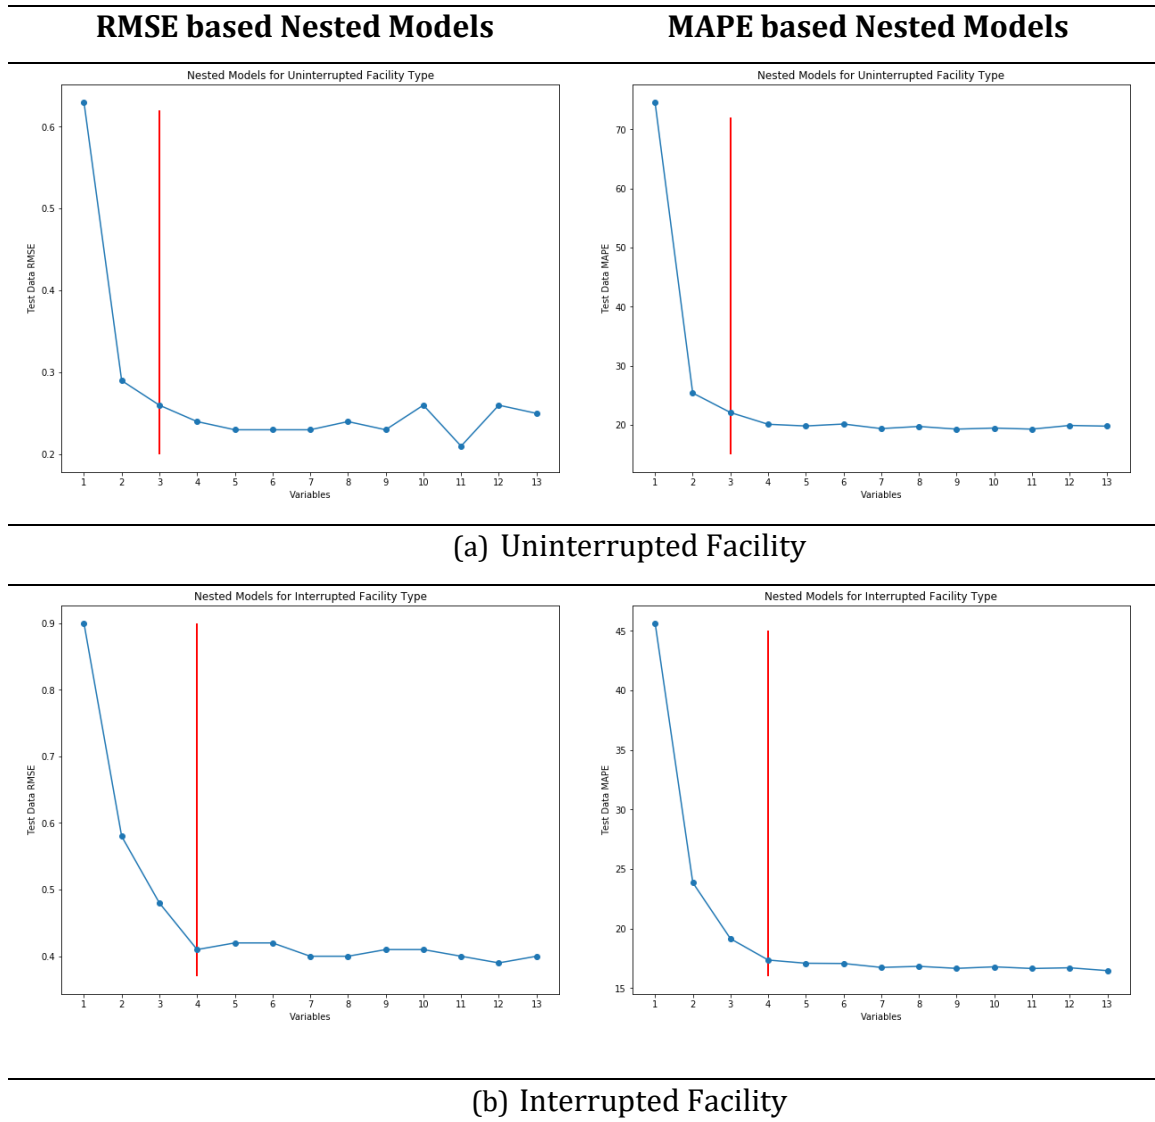 RMSE based Nested Models
MAPE based Nested Models
Nested Models for Uninterrupted Facility Type
0.6
0.5
0.4
0.3
0.2
Test Data RMSE
1 2 3 4 5 6 7 8 9 10 11 12 13
Variables
Nested Models for Uninterrupted Facility Type
70
60
50
40
30
20
Test Data MAPE
1 2 3 4 5 6 7 8 9 10 11 12 13
Variables
(a) Uninterrupted Facility
Nested Models for Interrupted Facility Type
0.9
0.8
0.7
0.6
0.5
0.4
Test Data RMSE
1 2 3 4 5 6 7 8 9 10 11 12 13
Variables
Nested Models for Interrupted Facility Type
45
40
35
30
25
20
15
Test Data MAPE
1 2 3 4 5 6 7 8 9 10 11 12 13
Variables
(b) Interrupted Facility